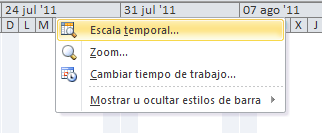 24 jul '11 31 jul '11 07 ago '11
D L M X J
Escala temporal...
Zoom...
Cambiar tiempo de trabajo...
Mostrar u ocultar estilos de barra